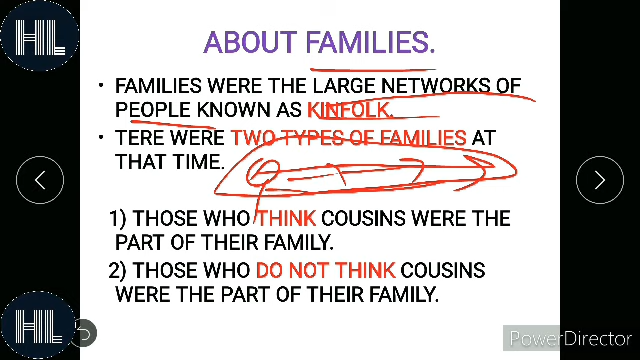 HL
ABOUT FAMILIES.
• FAMILIES WERE THE LARGE NETWORKS OF
PEOPLE KNOWN AS KINFOLK.
• TERE WERE TWO TYPES OF FAMILIES AT
THAT TIME.
1) THOSE WHO THINK COUSINS WERE THE
PART OF THEIR FAMILY.
2) THOSE WHO DO NOT THINK COUSINS
WERE THE PART OF THEIR FAMILY.
HL
PowerDirector